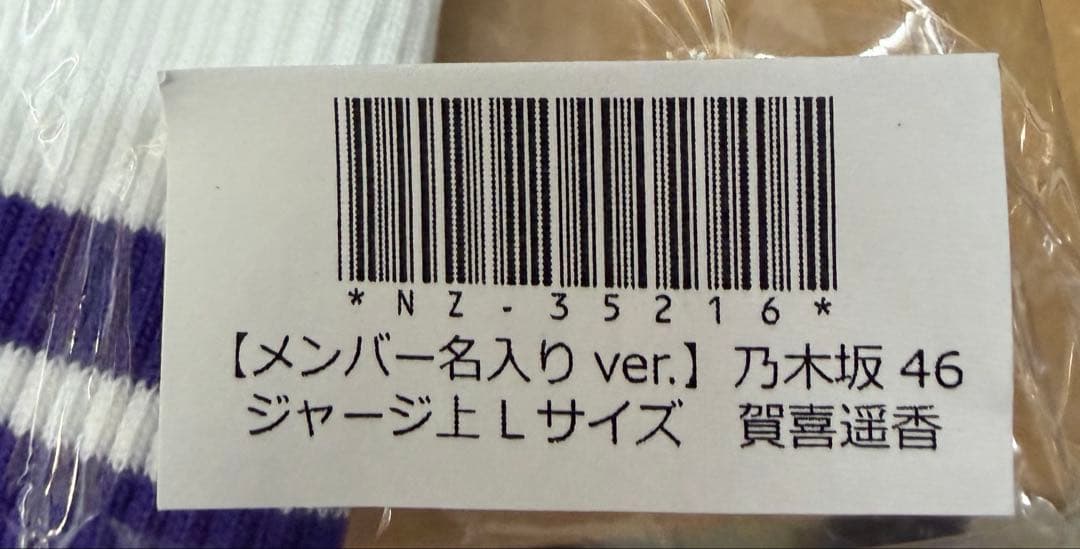 *NZ-35216*
【メンバー名入りver.】乃木坂46
ジャージ上Lサイズ　賀喜遥香